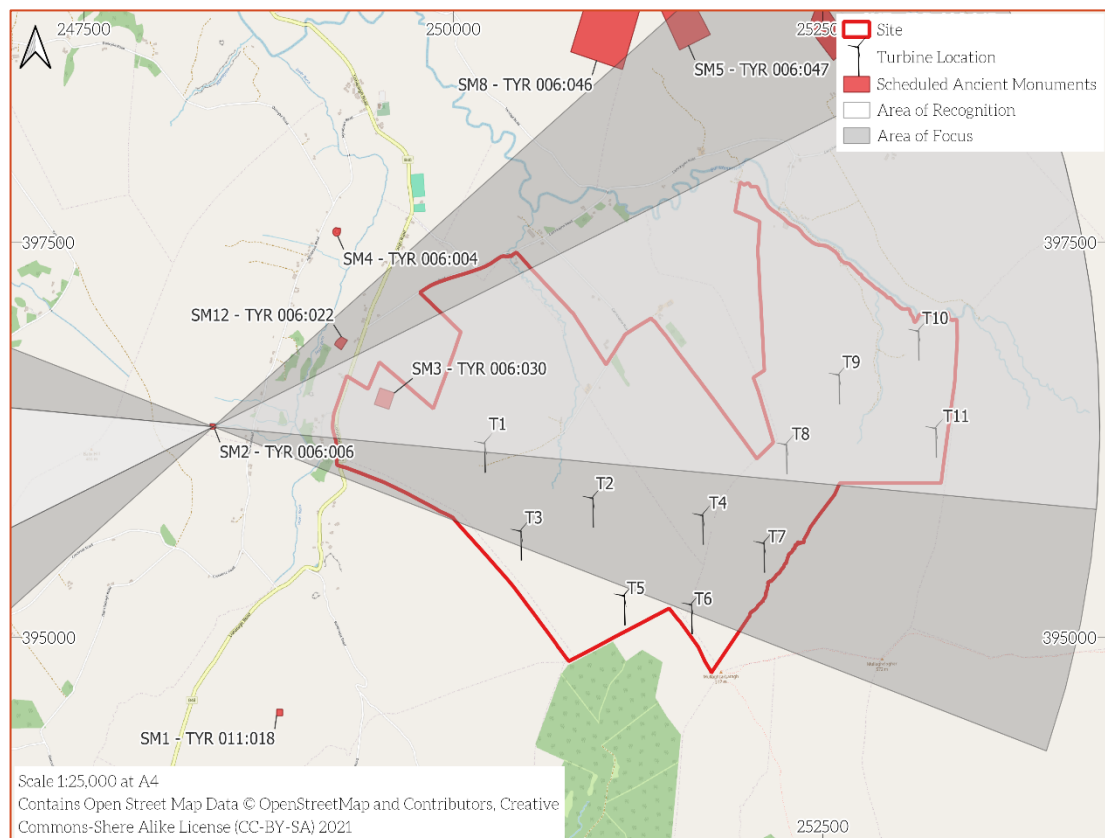 247500
250000
252500
Site
Turbine Location
Scheduled Ancient Monuments
Area of Recognition
Area of Focus
SM8 - TYR 006:046
SM5 - TYR 006:047
397500
397500
SM4 - TYR 006:004
SM12 - TYR 006:022
SM3 - TYR 006:030
SM2 - TYR 006:006
T10
T9
T11
T1
T8
T2
T4
T3
T7
T5
T6
395000
395000
SM1 - TYR 011:018
Scale 1:25,000 at A4
Contains Open Street Map Data © OpenStreetMap and Contributors, Creative
Commons-Shere Alike License (CC-BY-SA) 2021
252500